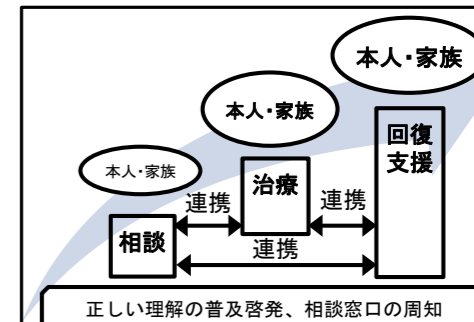 本人・家族
本人・家族
本人・家族
回復
支援
治療
相談
連携
連携
連携
正しい理解の普及啓発、相談窓口の周知